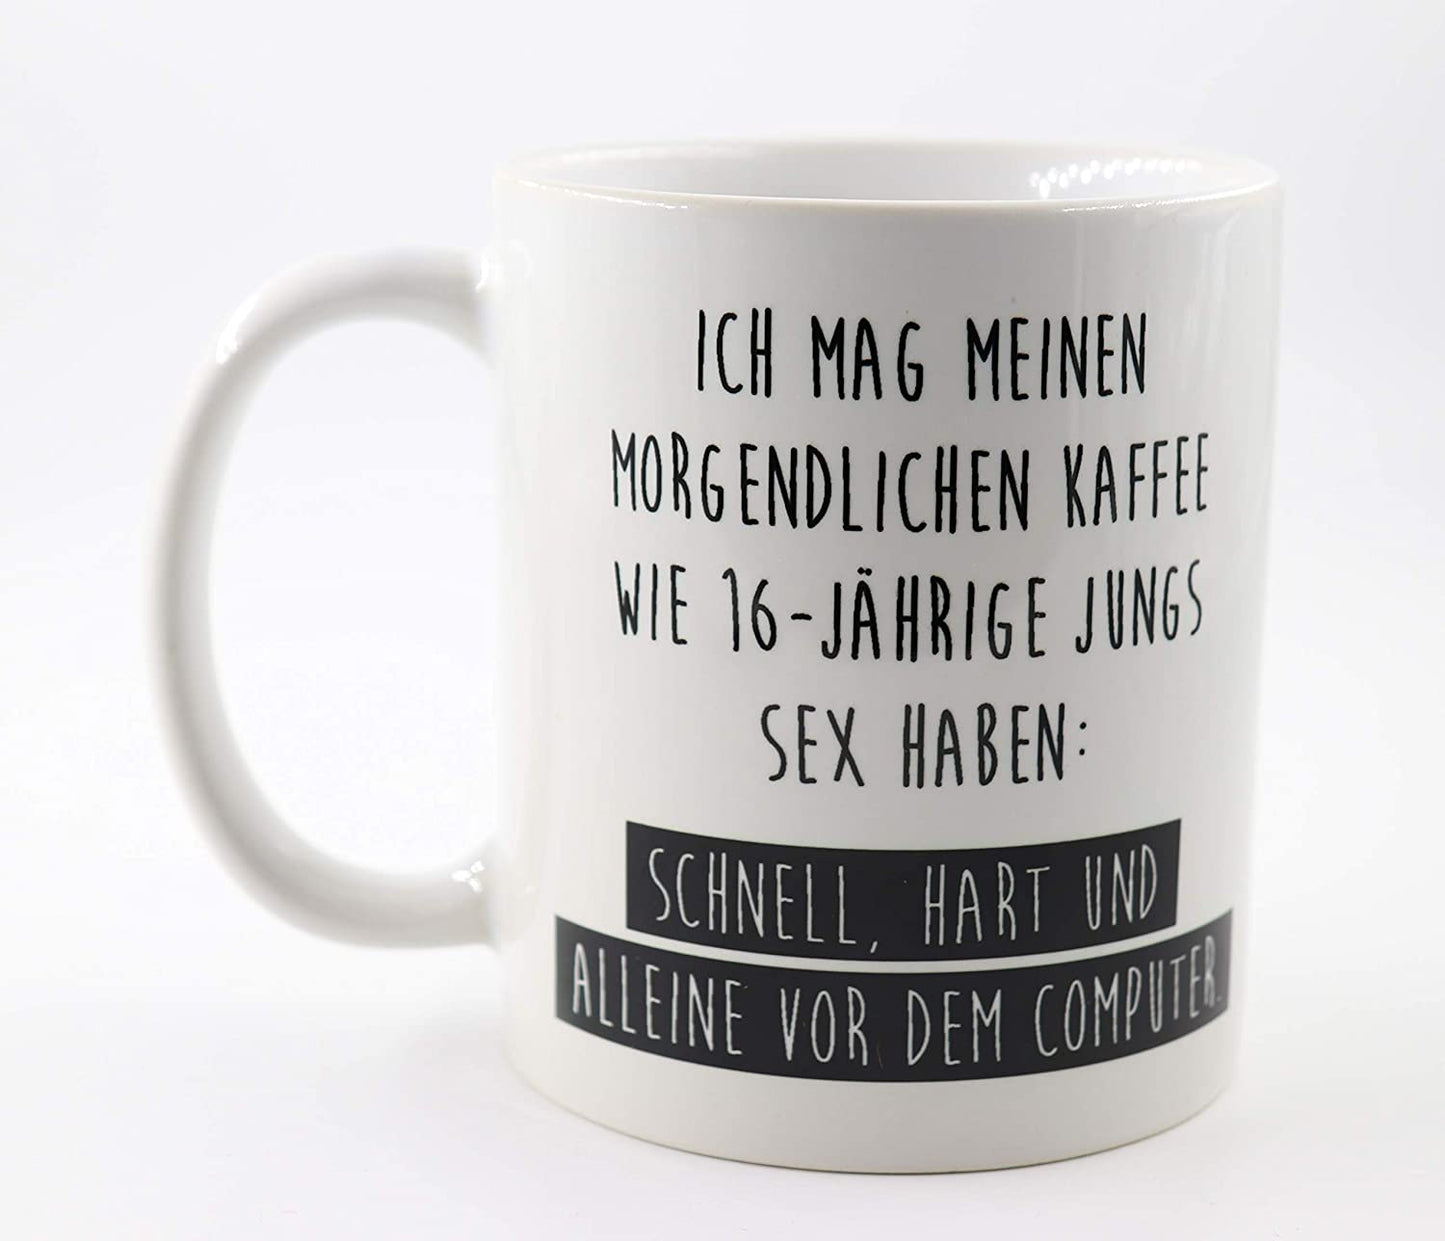 ICH MAG MEINEN
MORGENDLICHEN KAFFEE
WIE 16-JÄHRIGE JUNGS
SEX HABEN:
SCHNELL, HART UND
ALLEINE VOR DEM COMPUTER.